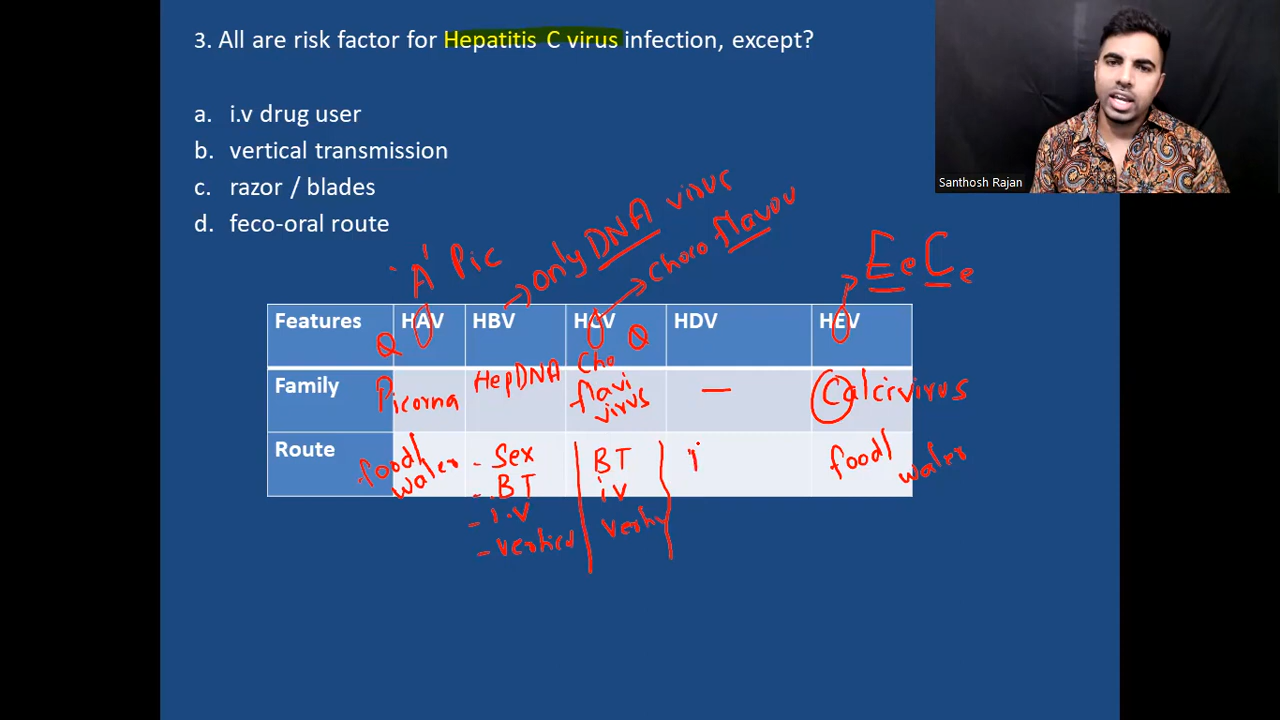 3. All are risk factor for Hepatitis C virus infection, except?
a. i.v drug user
b. vertical transmission
c. razor / blades
d. feco-oral route
Santhosh Rajan
'A' Pic
only DNA virus
Choco flavou
EeCe
Features HAV HBV HCV HDV HEV
Q Q
Family Picorna HepDNA Cho flavi virus — Calcivirus
Route food/ water - Sex BT i food/ water
- BT iv
- i.v
- vertical